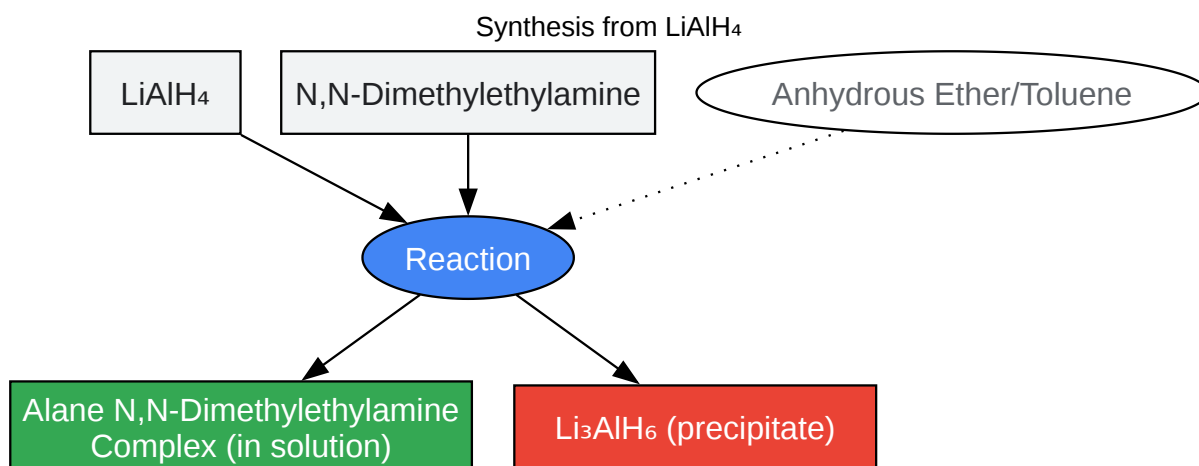 Synthesis from LiAlH₄
LiAlH₄
N,N-Dimethylethylamine
Anhydrous Ether/Toluene
Reaction
Alane N,N-Dimethylethylamine
Complex (in solution)
Li₃AlH₆ (precipitate)